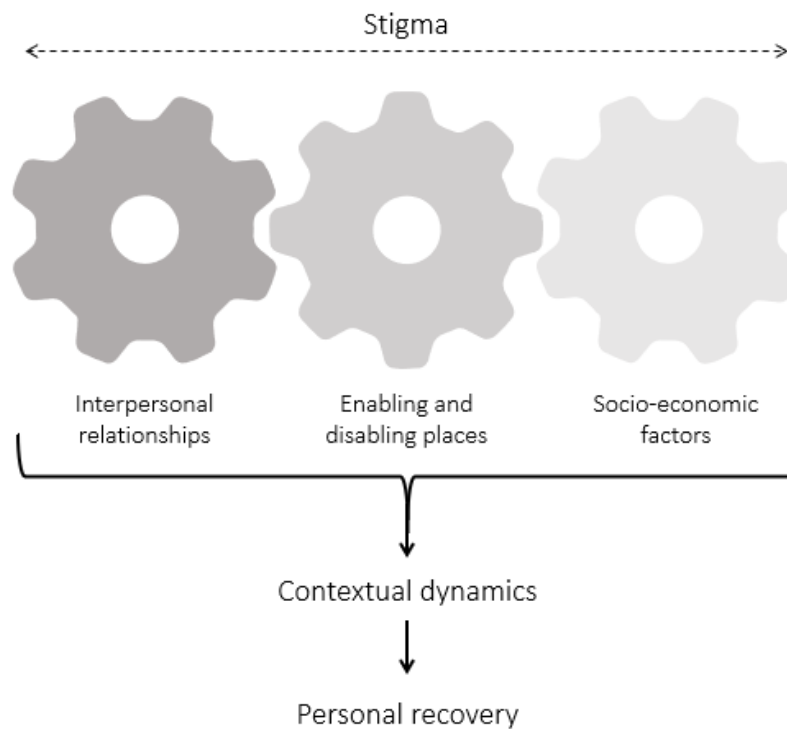 Stigma
Interpersonal
relationships
Enabling and
disabling places
Socio-economic
factors
Contextual dynamics
Personal recovery